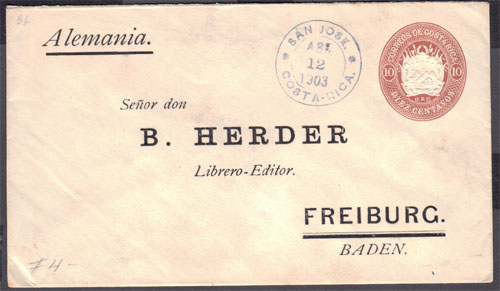 Alemania.
SAN JOSE.
ABL
12
1903
COSTA-RICA.
CORREOS DE COSTA RICA
10 10
DIEZ CENTAVOS
Señor don
B. HERDER
Librero-Editor.
FREIBURG.
BADEN.